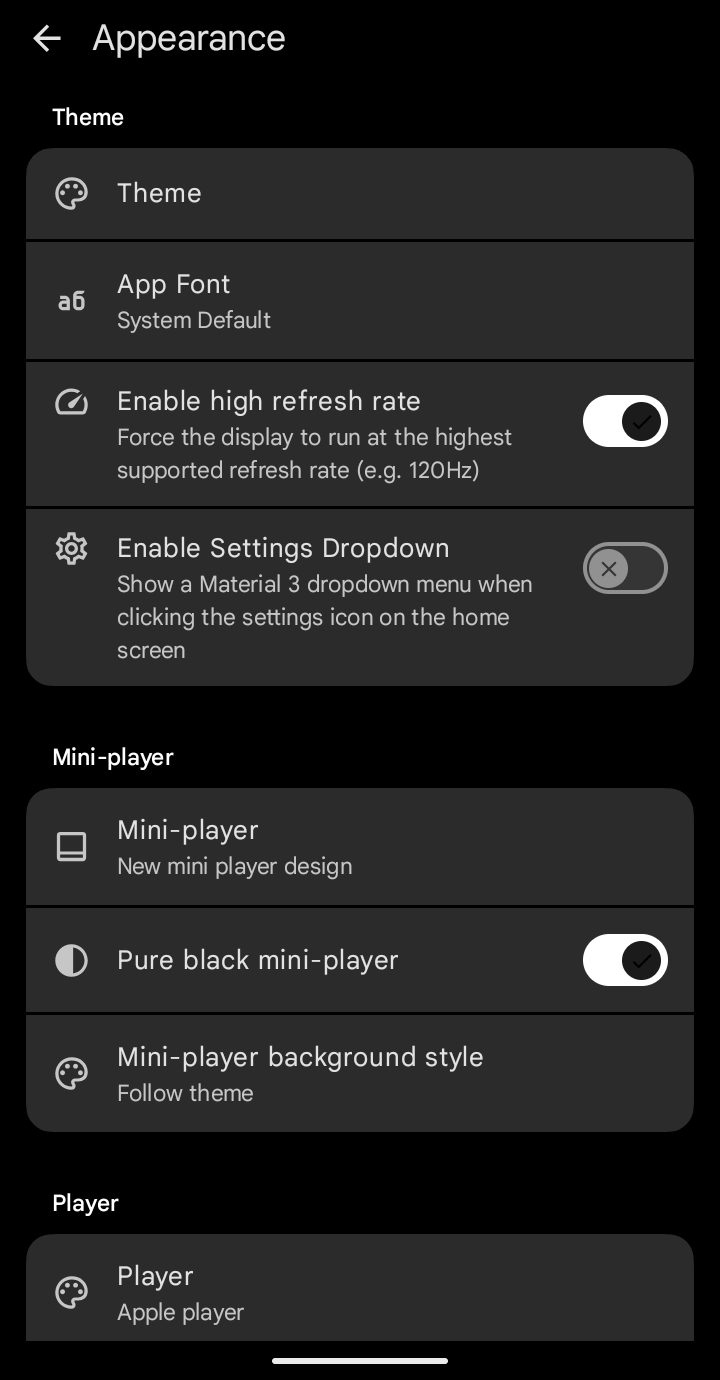 Appearance
Theme
Theme
аб
App Font
System Default
Enable high refresh rate
Force the display to run at the highest
supported refresh rate (e.g. 120Hz)
Enable Settings Dropdown
Show a Material 3 dropdown menu when
clicking the settings icon on the home
screen
Mini-player
Mini-player
New mini player design
Pure black mini-player
Mini-player background style
Follow theme
Player
Player
Apple player